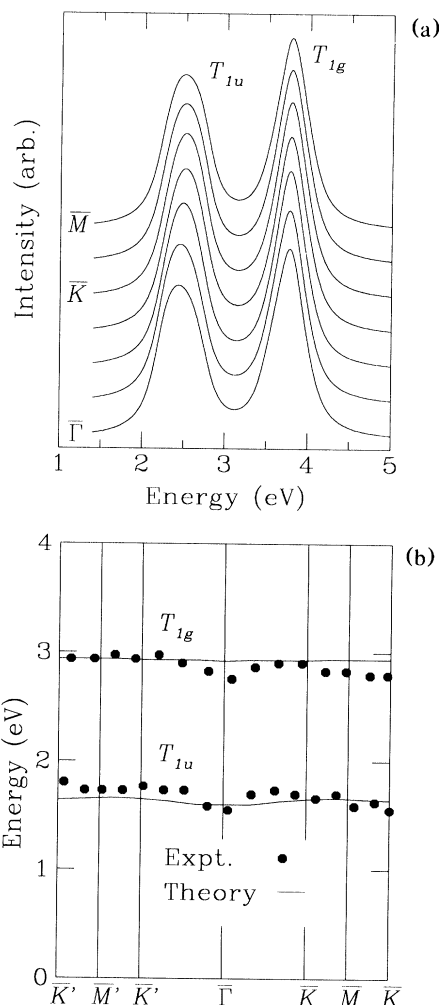 (a)
T1u
T1g
Intensity (arb.)
M̅
K̅
Γ̅
1 2 3 4 5
Energy (eV)
(b)
4
3
2
1
0
Energy (eV)
T1g
T1u
Expt.
Theory
K̅' M̅' K̅' Γ̅ K̅ M̅ K̅